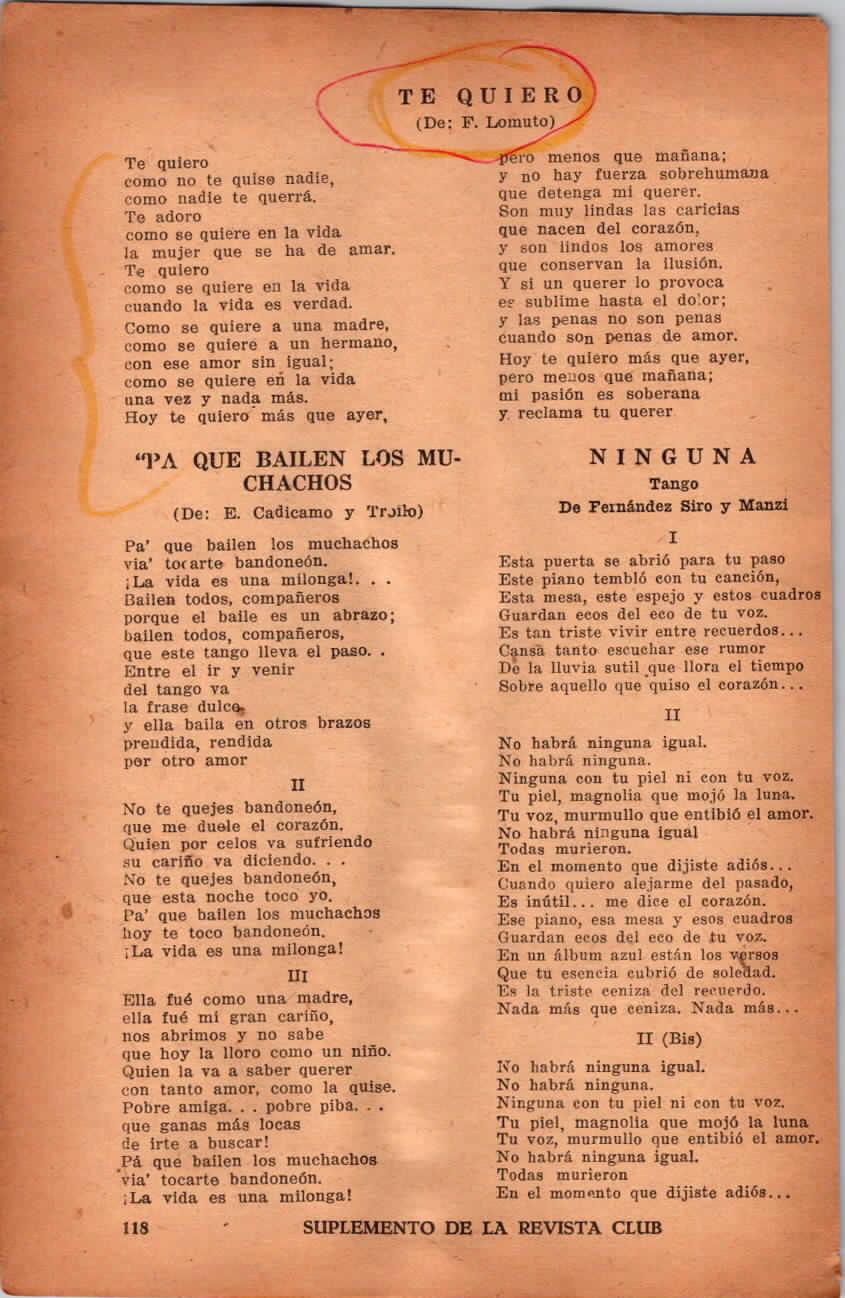 TE QUIERO
(De: F. Lomuto)
Te quiero
como no te quise nadie,
como nadie te querrá.
Te adoro
como se quiere en la vida
la mujer que se ha de amar.
Te quiero
como se quiere en la vida
cuando la vida es verdad.
Como se quiere a una madre,
como se quiere a un hermano,
con ese amor sin igual;
como se quiere en la vida
una vez y nada más.
Hoy te quiero más que ayer,
pero menos que mañana;
y no hay fuerza sobrehumana
que detenga mi querer.
Son muy lindas las caricias
que nacen del corazón,
y son lindos los amores
que conservan la ilusión.
Y si un querer lo provoca
es sublime hasta el dolor;
y las penas no son penas
cuando son penas de amor.
Hoy te quiero más que ayer,
pero menos que mañana;
mi pasión es soberana
y reclama tu querer
"PA QUE BAILEN LOS MU-
CHACHOS
(De: E. Cadicamo y Troilo)
Pa' que bailen los muchachos
via' tocarte bandoneón.
¡La vida es una milonga!. . .
Bailen todos, compañeros
porque el baile es un abrazo;
bailen todos, compañeros,
que este tango lleva el paso. .
Entre el ir y venir
del tango va
la frase dulce,
y ella baila en otros brazos
prendida, rendida
por otro amor
II
No te quejes bandoneón,
que me duele el corazón.
Quien por celos va sufriendo
su cariño va diciendo. . .
No te quejes bandoneón,
que esta noche toco yo.
Pa' que bailen los muchachos
hoy te toco bandoneón.
¡La vida es una milonga!
III
Ella fué como una madre,
ella fué mi gran cariño,
nos abrimos y no sabe
que hoy la lloro como un niño.
Quien la va a saber querer
con tanto amor, como la quise.
Pobre amiga. . . pobre piba. . .
que ganas más locas
de irte a buscar!
Pá que bailen los muchachos
via' tocarte bandoneón.
¡La vida es una milonga!
NINGUNA
Tango
De Fernández Siro y Manzi
I
Esta puerta se abrió para tu paso
Este piano tembló con tu canción,
Esta mesa, este espejo y estos cuadros
Guardan ecos del eco de tu voz.
Es tan triste vivir entre recuerdos...
Cansa tanto escuchar ese rumor
De la lluvia sutil que llora el tiempo
Sobre aquello que quiso el corazón...
II
No habrá ninguna igual.
No habrá ninguna.
Ninguna con tu piel ni con tu voz.
Tu piel, magnolia que mojó la luna.
Tu voz, murmullo que entibió el amor.
No habrá ninguna igual
Todas murieron.
En el momento que dijiste adiós...
Cuando quiero alejarme del pasado,
Es inútil... me dice el corazón.
Ese piano, esa mesa y esos cuadros
Guardan ecos del eco de tu voz.
En un álbum azul están los versos
Que tu esencia cubrió de soledad.
Es la triste ceniza del recuerdo.
Nada más que ceniza. Nada más...
II (Bis)
No habrá ninguna igual.
No habrá ninguna.
Ninguna con tu piel ni con tu voz.
Tu piel, magnolia que mojó la luna
Tu voz, murmullo que entibió el amor.
No habrá ninguna igual.
Todas murieron
En el momento que dijiste adiós...
118 SUPLEMENTO DE LA REVISTA CLUB